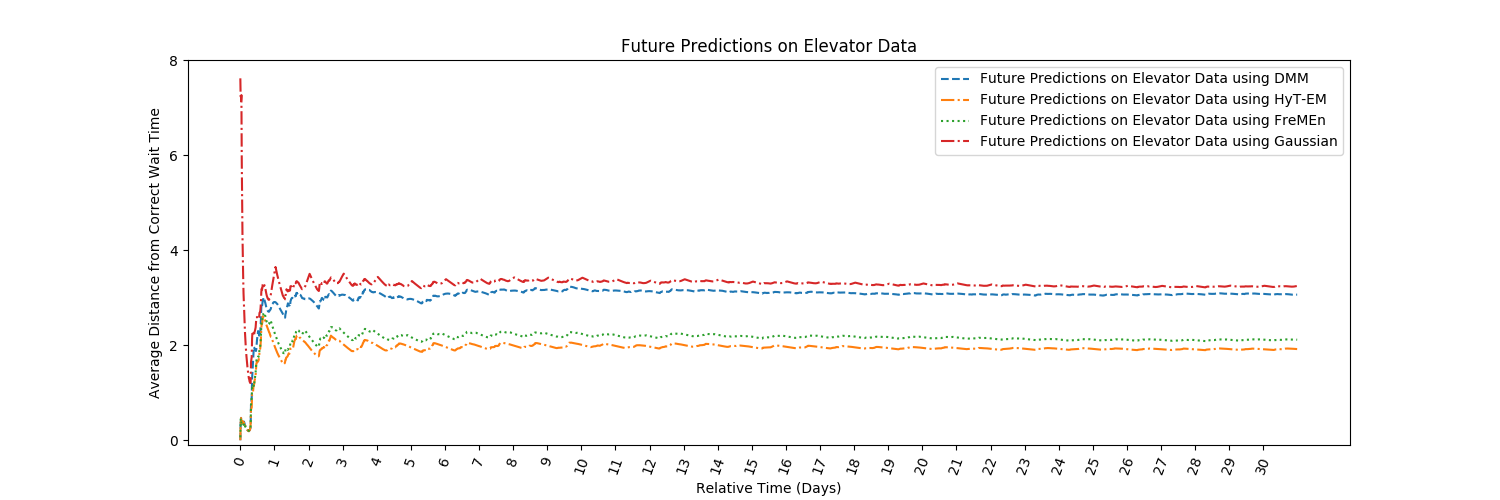 Future Predictions on Elevator Data
Average Distance from Correct Wait Time
8
6
4
2
0
Future Predictions on Elevator Data using DMM
Future Predictions on Elevator Data using HyT-EM
Future Predictions on Elevator Data using FreMEn
Future Predictions on Elevator Data using Gaussian
0 1 2 3 4 5 6 7 8 9 10 11 12 13 14 15 16 17 18 19 20 21 22 23 24 25 26 27 28 29 30
Relative Time (Days)